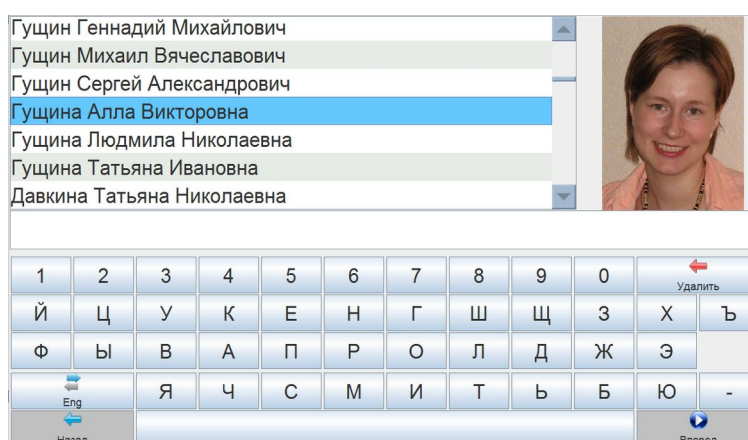 Гущин Геннадий Михайлович
Гущин Михаил Вячеславович
Гущин Сергей Александрович
Гущина Алла Викторовна
Гущина Людмила Николаевна
Гущина Татьяна Ивановна
Давкина Татьяна Николаевна
1 2 3 4 5 6 7 8 9 0 Удалить
Й Ц У К Е Н Г Ш Щ З Х Ъ
Ф Ы В А П Р О Л Д Ж Э
Eng Я Ч С М И Т Ь Б Ю -
Назад Вперед